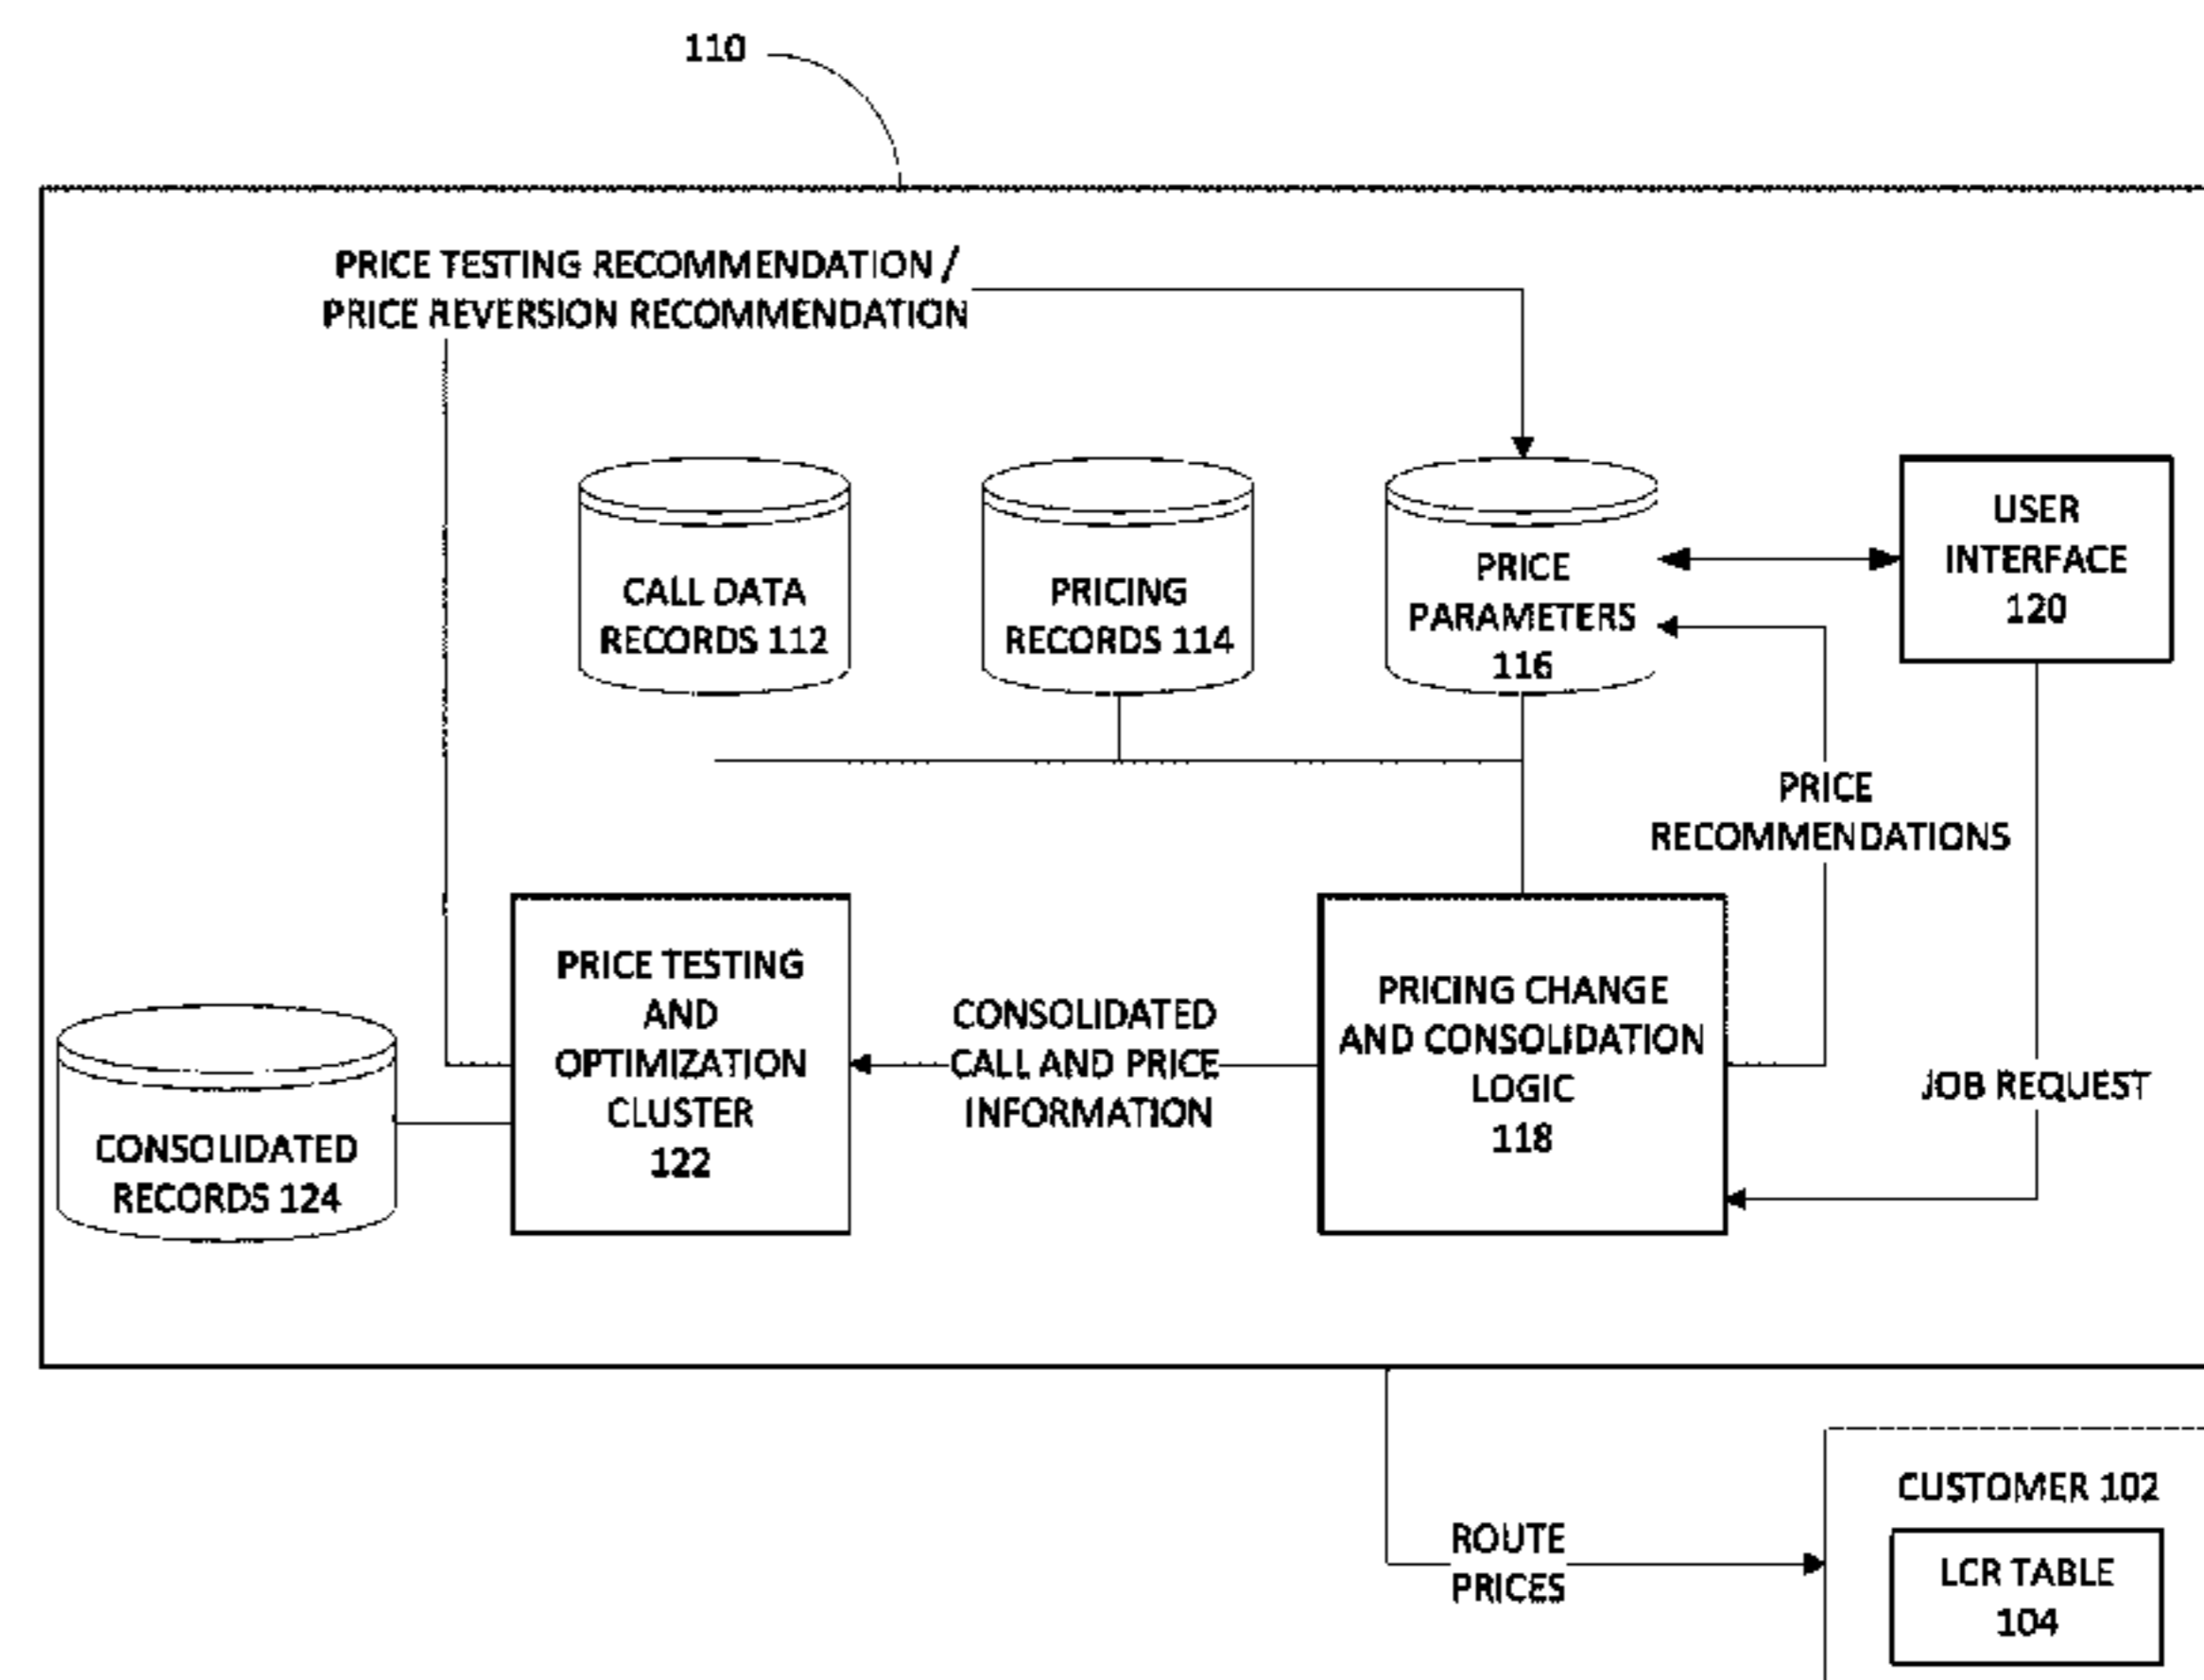 110
PRICE TESTING RECOMMENDATION /
PRICE REVERSION RECOMMENDATION
CALL DATA
RECORDS 112
PRICING
RECORDS 114
PRICE
PARAMETERS
116
USER
INTERFACE
120
PRICE
RECOMMENDATIONS
JOB REQUEST
CONSOLIDATED
RECORDS 124
PRICE TESTING
AND
OPTIMIZATION
CLUSTER
122
CONSOLIDATED
CALL AND PRICE
INFORMATION
PRICING CHANGE
AND CONSOLIDATION
LOGIC
118
ROUTE
PRICES
CUSTOMER 102
LCR TABLE
104